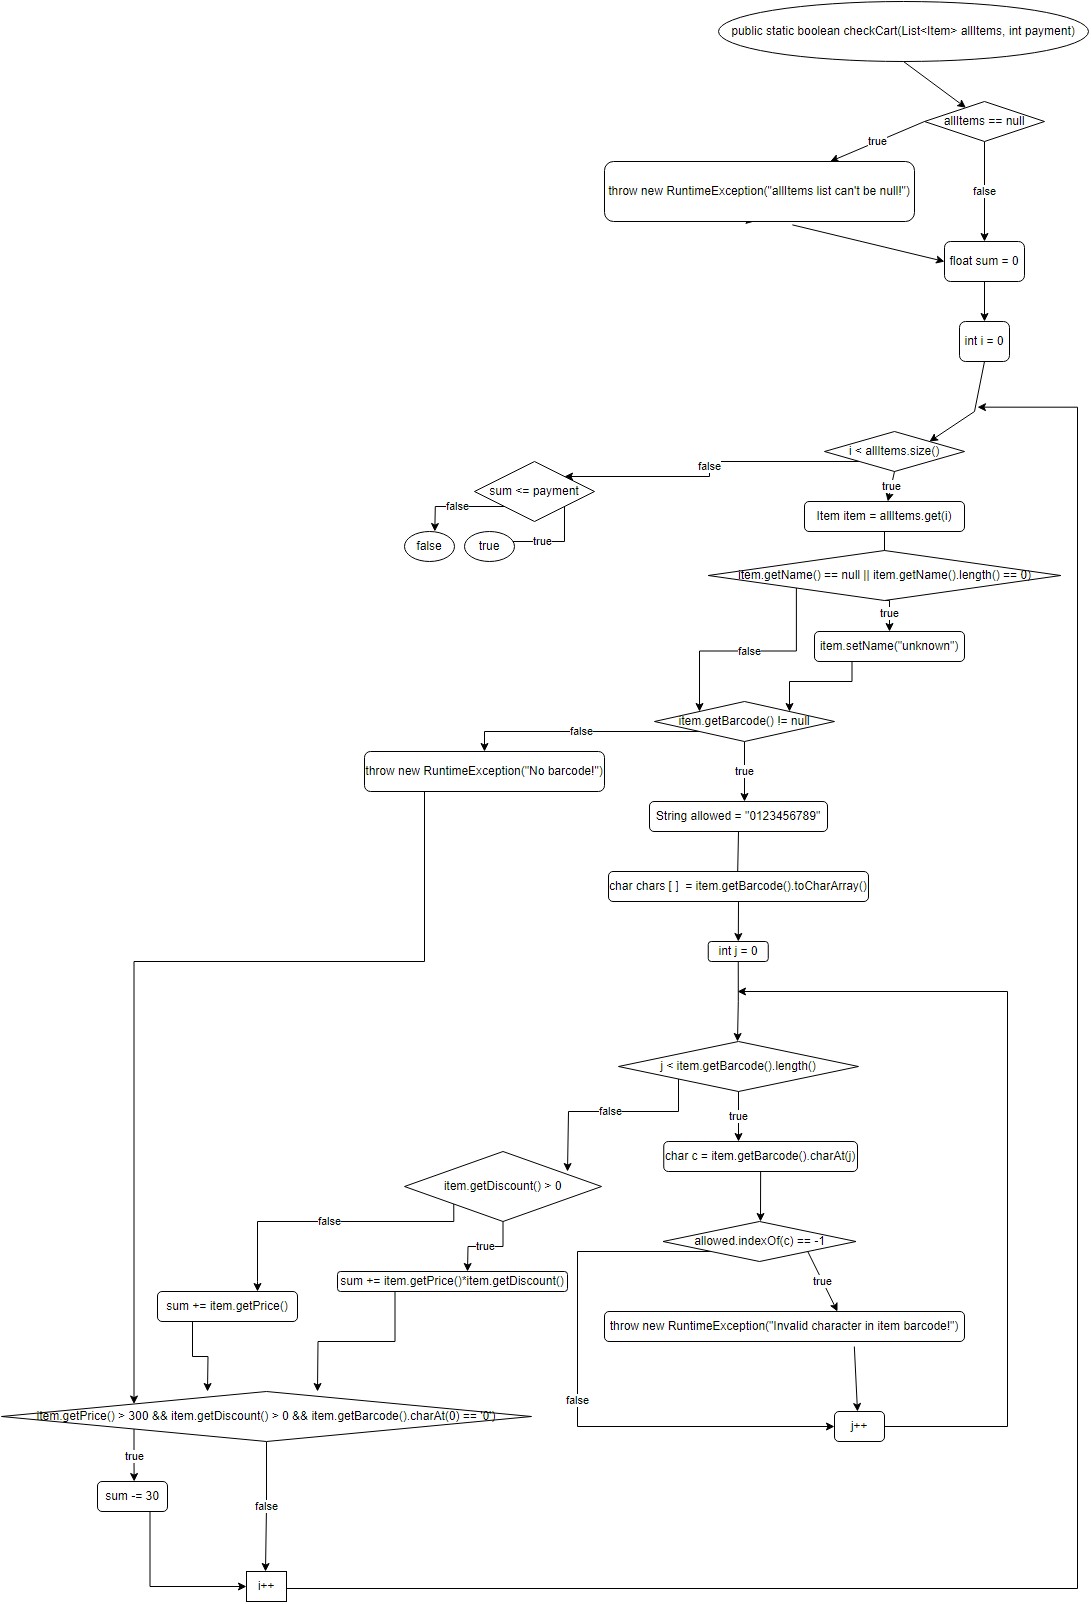 public static boolean checkCart(List<Item> allItems, int payment)
allItems == null
true
throw new RuntimeException("allItems list can't be null!")
false
float sum = 0
int i = 0
i < allItems.size()
false
true
sum <= payment
false
true
false
true
Item item = allItems.get(i)
item.getName() == null || item.getName().length() == 0)
true
false
item.setName("unknown")
item.getBarcode() != null
false
throw new RuntimeException("No barcode!")
true
String allowed = "0123456789"
char chars [ ]  = item.getBarcode().toCharArray()
int j = 0
j < item.getBarcode().length()
false
true
char c = item.getBarcode().charAt(j)
item.getDiscount() > 0
false
true
allowed.indexOf(c) == -1
true
sum += item.getPrice()*item.getDiscount()
sum += item.getPrice()
throw new RuntimeException("Invalid character in item barcode!")
false
j++
item.getPrice() > 300 && item.getDiscount() > 0 && item.getBarcode().charAt(0) == '0')
true
sum -= 30
false
i++